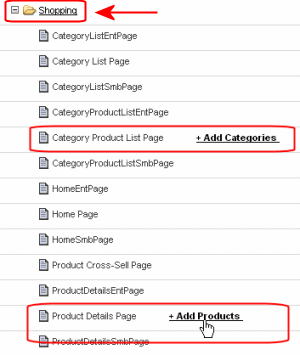 Shopping
CategoryListEntPage
Category List Page
CategoryListSmbPage
CategoryProductListEntPage
Category Product List Page + Add Categories
CategoryProductListSmbPage
HomeEntPage
Home Page
HomeSmbPage
Product Cross-Sell Page
ProductDetailsEntPage
Product Details Page + Add Products
ProductDetailsSmbPage